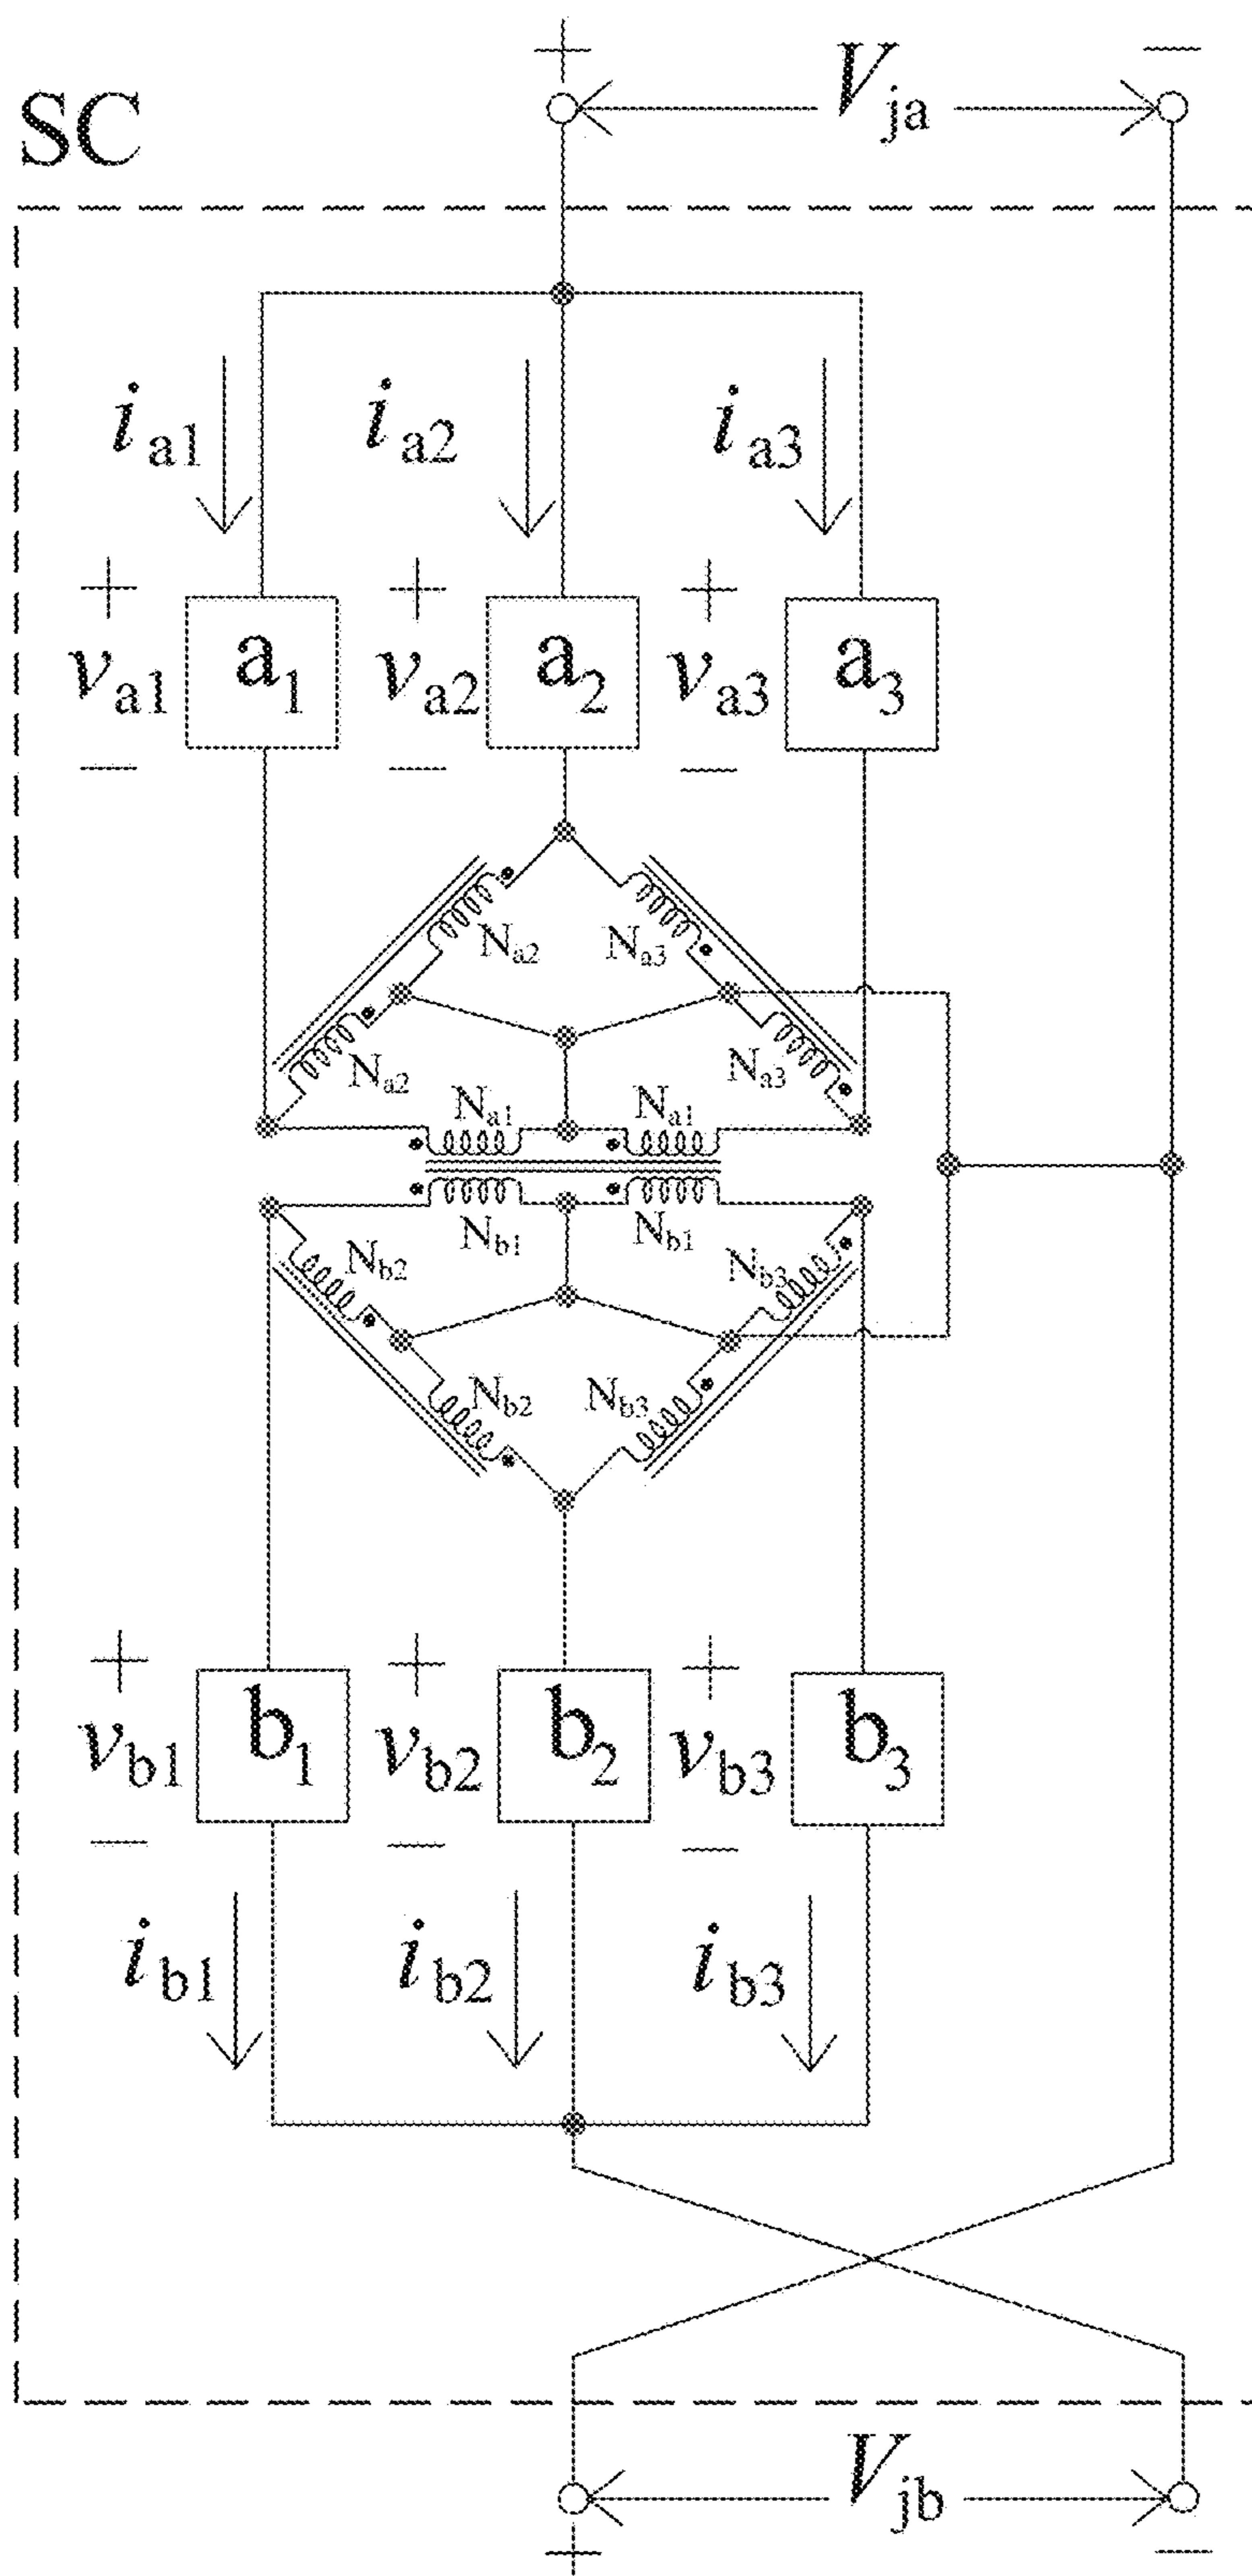 + V_ja −
SC
i_a1 i_a2 i_a3
+ + +
v_a1 a_1 v_a2 a_2 v_a3 a_3
− − −
N_a2 N_a3
N_a2 N_a3
N_a1 N_a1
N_b1 N_b1
N_b2 N_b3
N_b2 N_b3
+ + +
v_b1 b_1 v_b2 b_2 v_b3 b_3
− − −
i_b1 i_b2 i_b3
V_jb
+ −